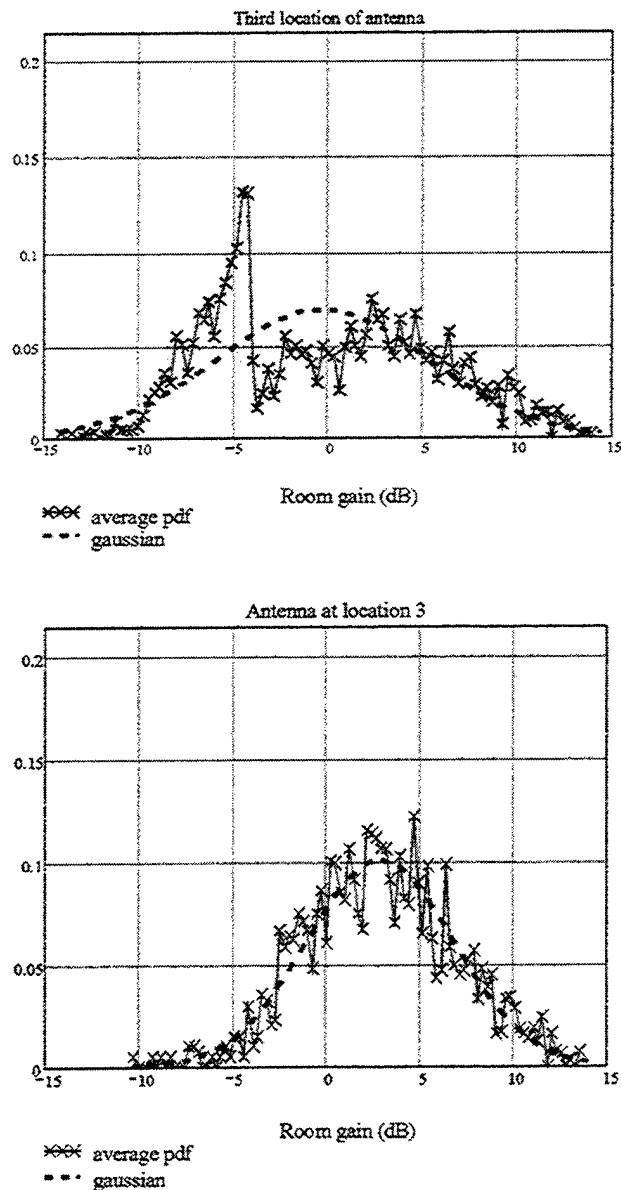 Third location of antenna
0.2
0.15
0.1
0.05
0
−15 −10 −5 0 5 10 15
Room gain (dB)
average pdf
gaussian
Antenna at location 3
0.2
0.15
0.1
0.05
0
−15 −10 −5 0 5 10 15
Room gain (dB)
average pdf
gaussian